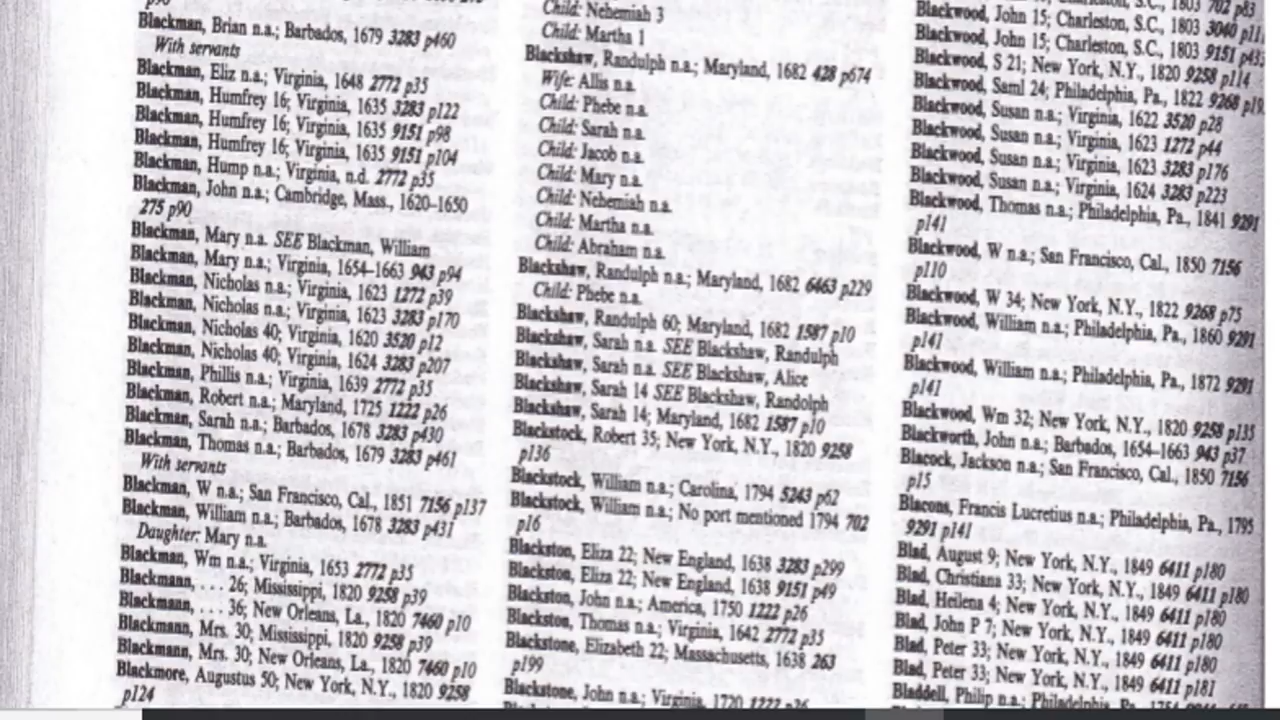 p90
Blackman, Brian n.a.; Barbados, 1679 3283 p460
With servants
Blackman, Eliz n.a.; Virginia, 1648 2772 p35
Blackman, Humfrey 16; Virginia, 1635 3283 p122
Blackman, Humfrey 16; Virginia, 1635 9151 p98
Blackman, Humfrey 16; Virginia, 1635 9151 p104
Blackman, Hump n.a.; Virginia, n.d. 2772 p35
Blackman, John n.a.; Cambridge, Mass., 1620–1650
275 p90
Blackman, Mary n.a. SEE Blackman, William
Blackman, Mary n.a.; Virginia, 1654–1663 943 p94
Blackman, Nicholas n.a.; Virginia, 1623 1272 p39
Blackman, Nicholas n.a.; Virginia, 1623 3283 p170
Blackman, Nicholas 40; Virginia, 1620 3520 p12
Blackman, Nicholas 40; Virginia, 1624 3283 p207
Blackman, Phillis n.a.; Virginia, 1639 2772 p35
Blackman, Robert n.a.; Maryland, 1725 1222 p26
Blackman, Sarah n.a.; Barbados, 1678 3283 p430
Blackman, Thomas n.a.; Barbados, 1679 3283 p461
With servants
Blackman, W n.a.; San Francisco, Cal., 1851 7156 p137
Blackman, William n.a.; Barbados, 1678 3283 p431
Daughter: Mary n.a.
Blackman, Wm n.a.; Virginia, 1653 2772 p35
Blackmann, . . . . 26; Mississippi, 1820 9258 p39
Blackmann, . . . . 36; New Orleans, La., 1820 7460 p10
Blackmann, Mrs. 30; Mississippi, 1820 9258 p39
Blackmann, Mrs. 30; New Orleans, La., 1820 7460 p10
Blackmore, Augustus 50; New York, N.Y., 1820 9258
p124
Child: Nehemiah 3
Child: Martha 1
Blackshaw, Randulph n.a.; Maryland, 1682 428 p674
Wife: Allis n.a.
Child: Phebe n.a.
Child: Sarah n.a.
Child: Jacob n.a.
Child: Mary n.a.
Child: Nehemiah n.a.
Child: Martha n.a.
Child: Abraham n.a.
Blackshaw, Randulph n.a.; Maryland, 1682 6463 p229
Child: Phebe n.a.
Blackshaw, Randulph 60; Maryland, 1682 1587 p10
Blackshaw, Sarah n.a. SEE Blackshaw, Randulph
Blackshaw, Sarah n.a. SEE Blackshaw, Alice
Blackshaw, Sarah 14 SEE Blackshaw, Randolph
Blackshaw, Sarah 14; Maryland, 1682 1587 p10
Blackstock, Robert 35; New York, N.Y., 1820 9258
p136
Blackstock, William n.a.; Carolina, 1794 5243 p62
Blackstock, William n.a.; No port mentioned 1794 702
p16
Blackston, Eliza 22; New England, 1638 3283 p299
Blackston, Eliza 22; New England, 1638 9151 p49
Blackston, John n.a.; America, 1750 1222 p26
Blackston, Thomas n.a.; Virginia, 1642 2772 p35
Blackstone, Elizabeth 22; Massachusetts, 1638 263
p199
Blackstone, John n.a.; Virginia, 1720 1222 p26
S.C., 1803 702 p83
Blackwood, John 15; Charleston, S.C., 1803 3040
Blackwood, John 15; Charleston, S.C., 1803 9151
Blackwood, S 21; New York, N.Y., 1820 9258 p114
Blackwood, Saml 24; Philadelphia, Pa., 1822 9268
Blackwood, Susan n.a.; Virginia, 1622 3520 p28
Blackwood, Susan n.a.; Virginia, 1623 1272 p44
Blackwood, Susan n.a.; Virginia, 1623 3283 p176
Blackwood, Susan n.a.; Virginia, 1624 3283 p223
Blackwood, Thomas n.a.; Philadelphia, Pa., 1841 9291
p141
Blackwood, W n.a.; San Francisco, Cal., 1850 7156
p110
Blackwood, W 34; New York, N.Y., 1822 9268 p75
Blackwood, William n.a.; Philadelphia, Pa., 1860 9291
p141
Blackwood, William n.a.; Philadelphia, Pa., 1872 9291
p141
Blackwood, Wm 32; New York, N.Y., 1820 9258 p135
Blackworth, John n.a.; Barbados, 1654–1663 943 p37
Blacock, Jackson n.a.; San Francisco, Cal., 1850 7156
p15
Blacons, Francis Lucretius n.a.; Philadelphia, Pa., 1795
9291 p141
Blad, August 9; New York, N.Y., 1849 6411 p180
Blad, Christiana 33; New York, N.Y., 1849 6411 p180
Blad, Heilena 4; New York, N.Y., 1849 6411 p180
Blad, John P 7; New York, N.Y., 1849 6411 p180
Blad, Peter 33; New York, N.Y., 1849 6411 p180
Blad, Peter 33; New York, N.Y., 1849 6411 p181
Bladdell, Philip n.a.; Philadelphia, Pa., 1754